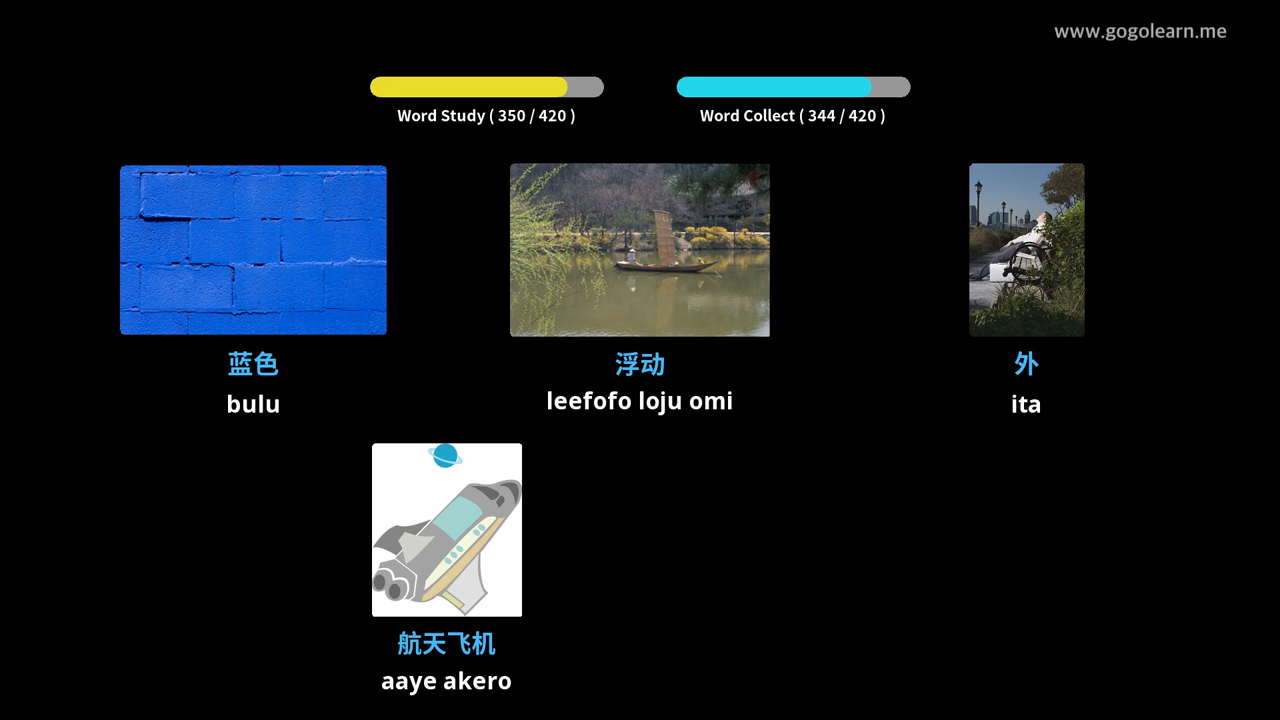 www.gogolearn.me
Word Study ( 350 / 420 )
Word Collect ( 344 / 420 )
蓝色
bulu
浮动
leefofo loju omi
外
ita
航天飞机
aaye akero